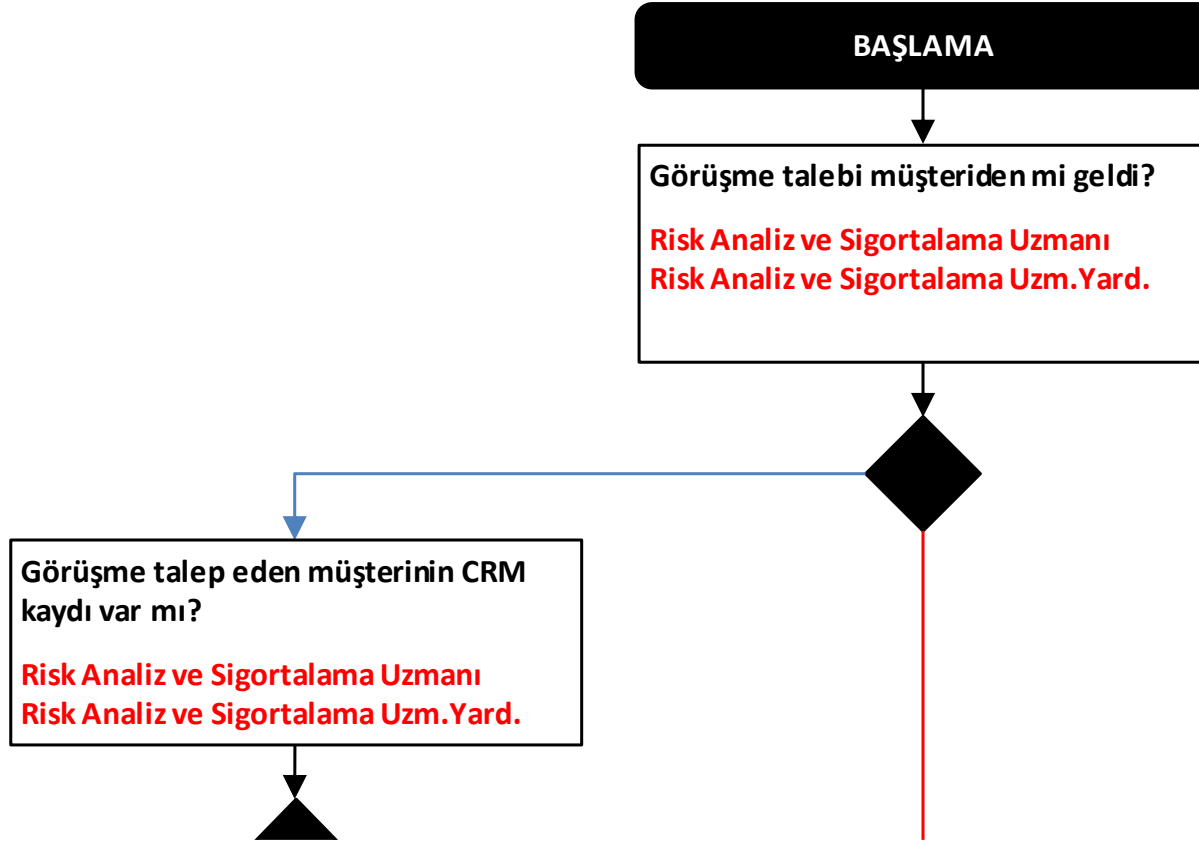 BAŞLAMA
Görüşme talebi müşteriden mi geldi?
Risk Analiz ve Sigortalama Uzmanı
Risk Analiz ve Sigortalama Uzm.Yard.
Görüşme talep eden müşterinin CRM
kaydı var mı?
Risk Analiz ve Sigortalama Uzmanı
Risk Analiz ve Sigortalama Uzm.Yard.